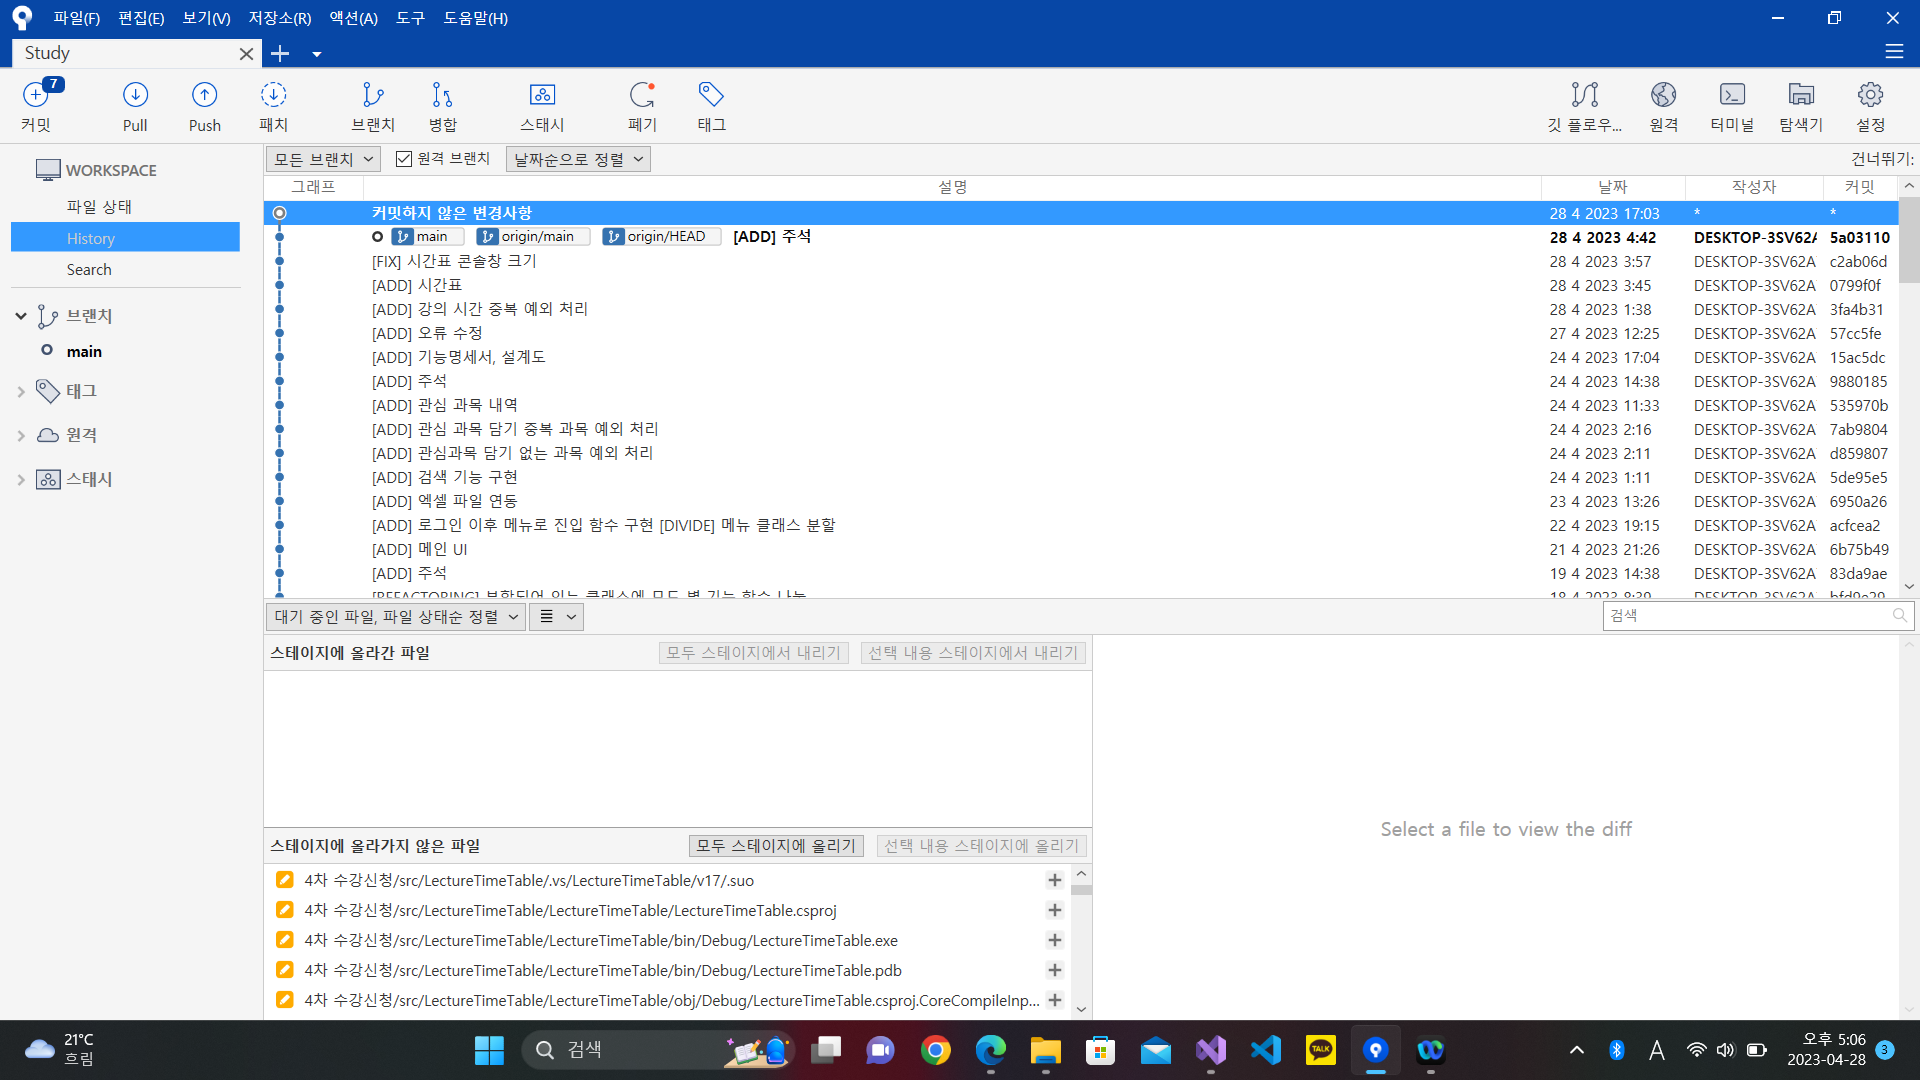 파일(F) 편집(E) 보기(V) 저장소(R) 액션(A) 도구 도움말(H)
Study
7
커밋 Pull Push 패치 브랜치 병합 스태시 폐기 태그 깃 플로우... 원격 터미널 탐색기 설정
WORKSPACE
파일 상태
History
Search
브랜치
main
태그
원격
스태시
모든 브랜치 원격 브랜치 날짜순으로 정렬 건너뛰기:
그래프 설명 날짜 작성자 커밋
커밋하지 않은 변경사항 28 4 2023 17:03 * *
main origin/main origin/HEAD [ADD] 주석 28 4 2023 4:42 DESKTOP-3SV62A 5a03110
[FIX] 시간표 콘솔창 크기 28 4 2023 3:57 DESKTOP-3SV62A c2ab06d
[ADD] 시간표 28 4 2023 3:45 DESKTOP-3SV62A 0799f0f
[ADD] 강의 시간 중복 예외 처리 28 4 2023 1:38 DESKTOP-3SV62A 3fa4b31
[ADD] 오류 수정 27 4 2023 12:25 DESKTOP-3SV62A 57cc5fe
[ADD] 기능명세서, 설계도 24 4 2023 17:04 DESKTOP-3SV62A 15ac5dc
[ADD] 주석 24 4 2023 14:38 DESKTOP-3SV62A 9880185
[ADD] 관심 과목 내역 24 4 2023 11:33 DESKTOP-3SV62A 535970b
[ADD] 관심 과목 담기 중복 과목 예외 처리 24 4 2023 2:16 DESKTOP-3SV62A 7ab9804
[ADD] 관심과목 담기 없는 과목 예외 처리 24 4 2023 2:11 DESKTOP-3SV62A d859807
[ADD] 검색 기능 구현 24 4 2023 1:11 DESKTOP-3SV62A 5de95e5
[ADD] 엑셀 파일 연동 23 4 2023 13:26 DESKTOP-3SV62A 6950a26
[ADD] 로그인 이후 메뉴로 진입 함수 구현 [DIVIDE] 메뉴 클래스 분할 22 4 2023 19:15 DESKTOP-3SV62A acfcea2
[ADD] 메인 UI 21 4 2023 21:26 DESKTOP-3SV62A 6b75b49
[ADD] 주석 19 4 2023 14:38 DESKTOP-3SV62A 83da9ae
[REFACTORING] 18 4 2023 8:39 DESKTOP-3SV62A bfd9e29
대기 중인 파일, 파일 상태순 정렬 검색
스테이지에 올라간 파일 모두 스테이지에서 내리기 선택 내용 스테이지에서 내리기
Select a file to view the diff
스테이지에 올라가지 않은 파일 모두 스테이지에 올리기 선택 내용 스테이지에 올리기
4차 수강신청/src/LectureTimeTable/.vs/LectureTimeTable/v17/.suo
4차 수강신청/src/LectureTimeTable/LectureTimeTable/LectureTimeTable.csproj
4차 수강신청/src/LectureTimeTable/LectureTimeTable/bin/Debug/LectureTimeTable.exe
4차 수강신청/src/LectureTimeTable/LectureTimeTable/bin/Debug/LectureTimeTable.pdb
4차 수강신청/src/LectureTimeTable/LectureTimeTable/obj/Debug/LectureTimeTable.csproj.CoreCompileInp...
21°C
흐림
검색
TALK
A
오후 5:06
2023-04-28
3